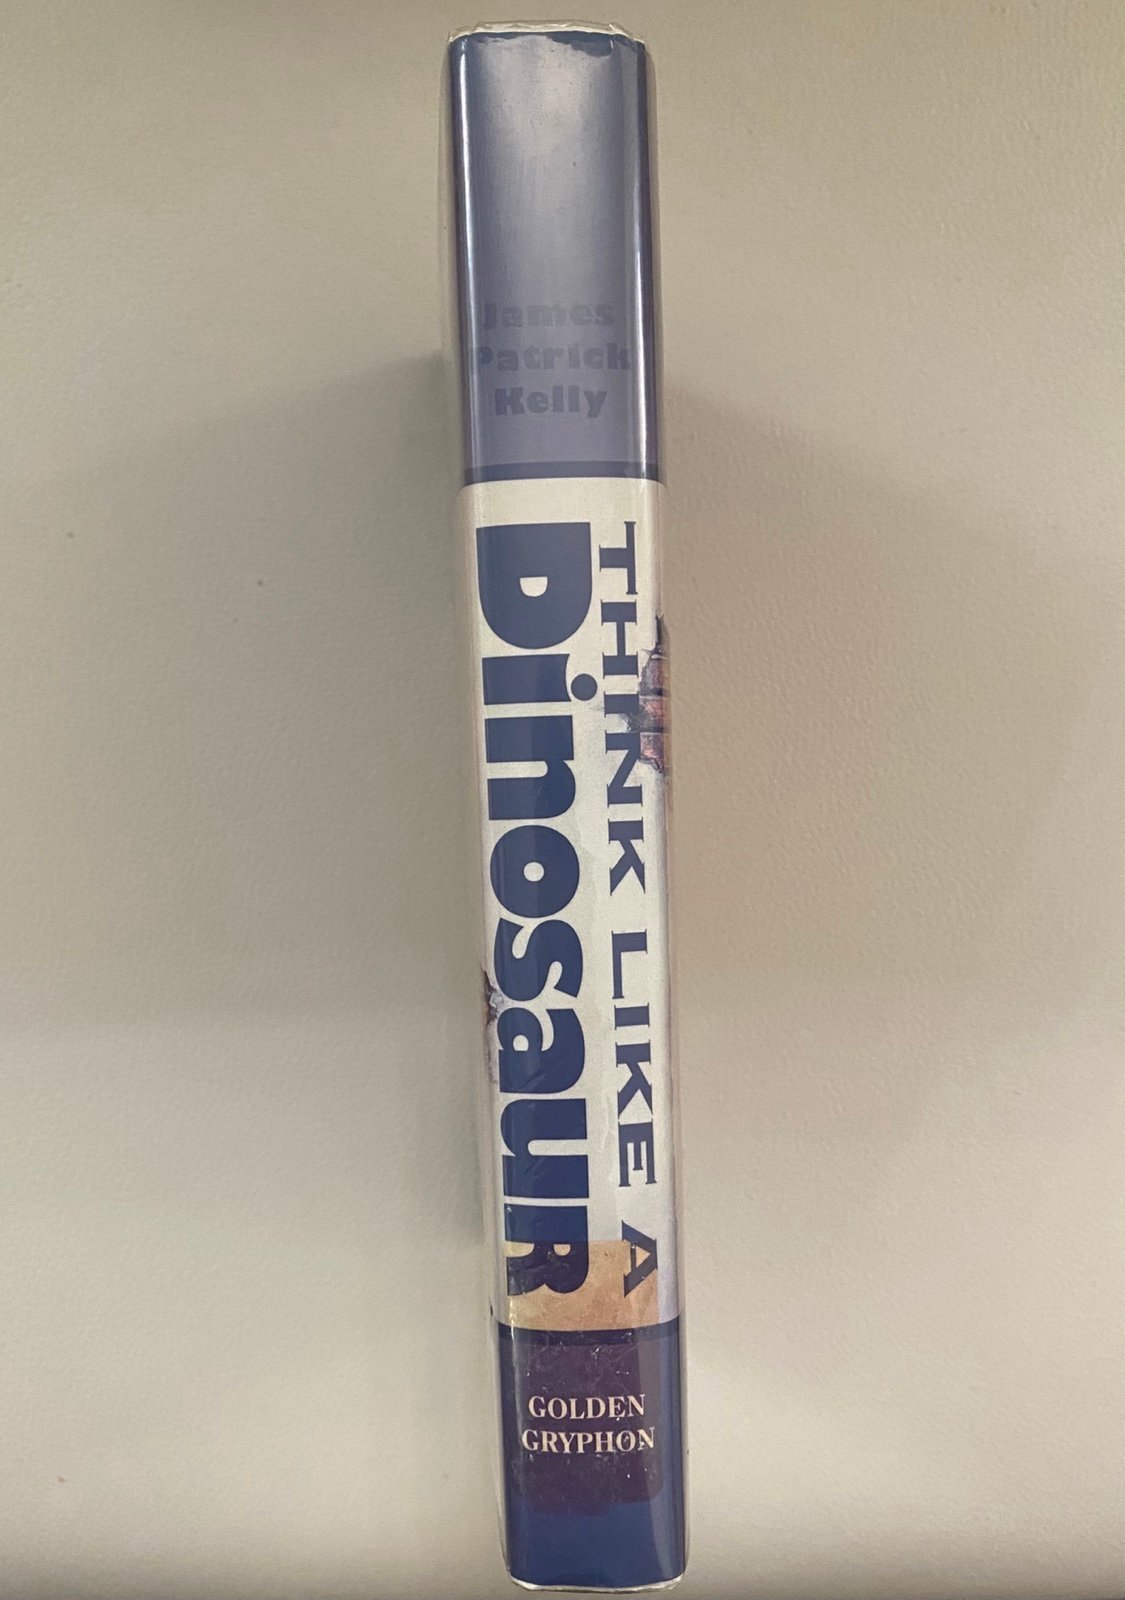 James
Patrick
Kelly
THINK LIKE A
Dinosaur
GOLDEN
GRYPHON